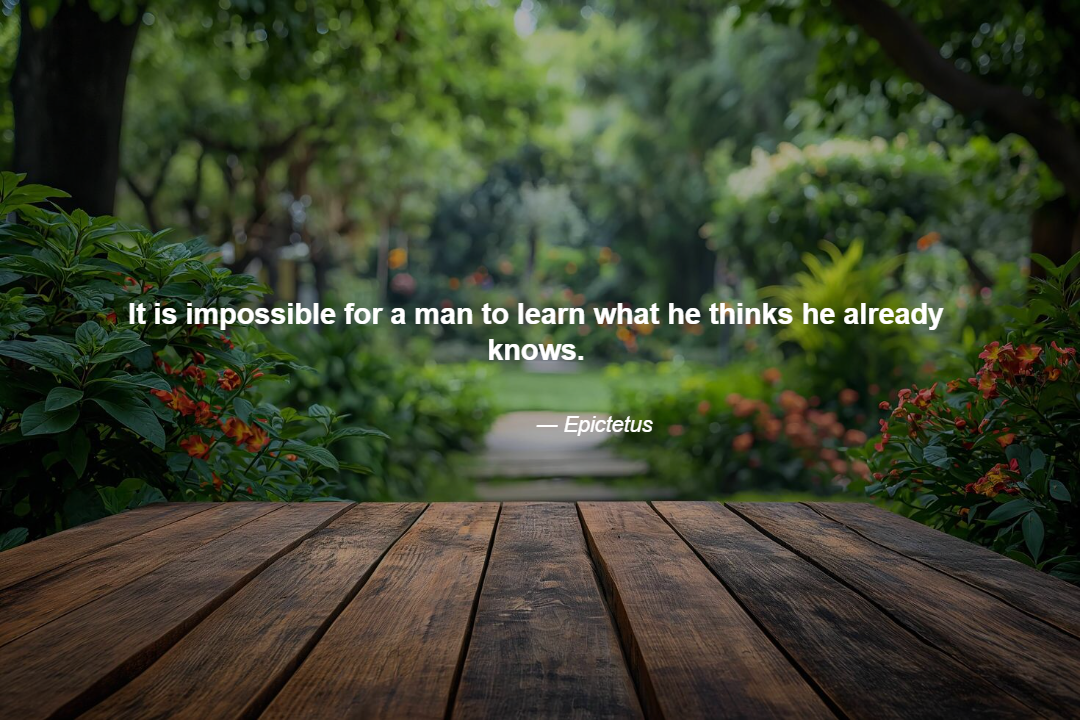 It is impossible for a man to learn what he thinks he already
knows.
— Epictetus